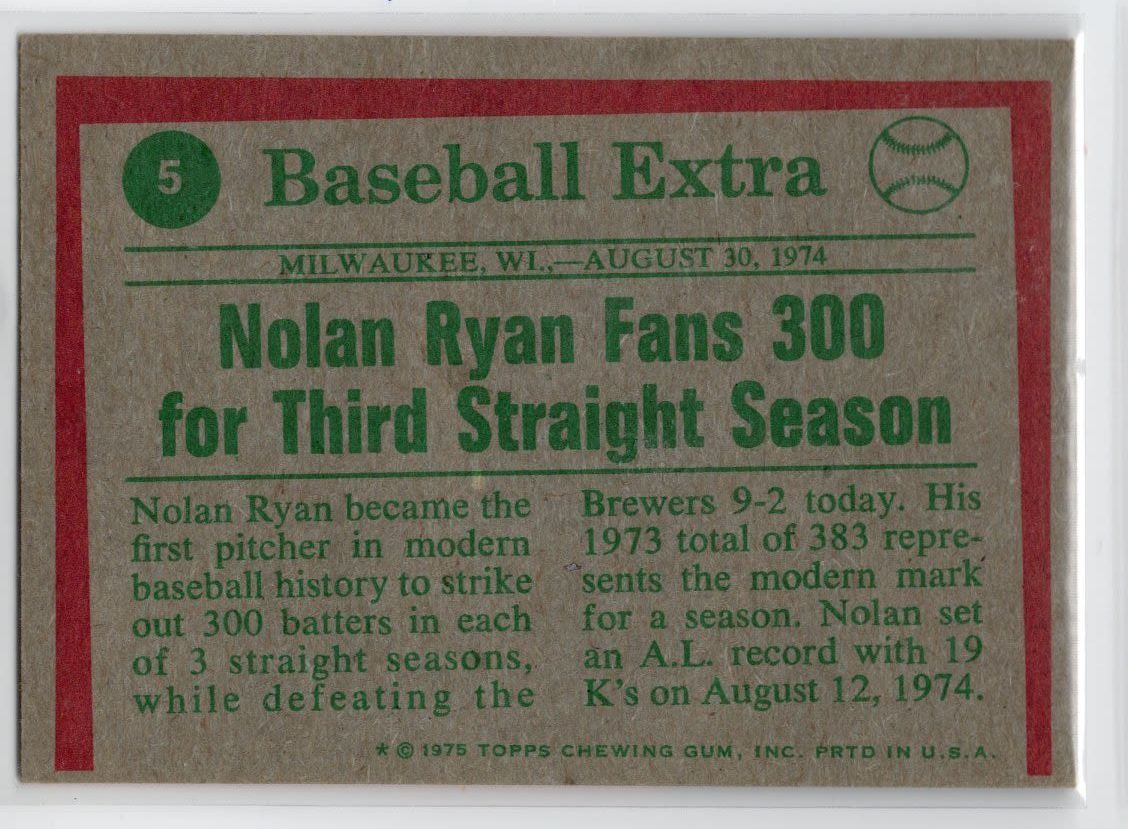 5
Baseball Extra
MILWAUKEE, WI.,—AUGUST 30, 1974
Nolan Ryan Fans 300
for Third Straight Season
Nolan Ryan became the
first pitcher in modern
baseball history to strike
out 300 batters in each
of 3 straight seasons,
while defeating the
Brewers 9-2 today. His
1973 total of 383 repre-
sents the modern mark
for a season. Nolan set
an A.L. record with 19
K's on August 12, 1974.
* © 1975 TOPPS CHEWING GUM, INC. PRTD IN U.S.A.